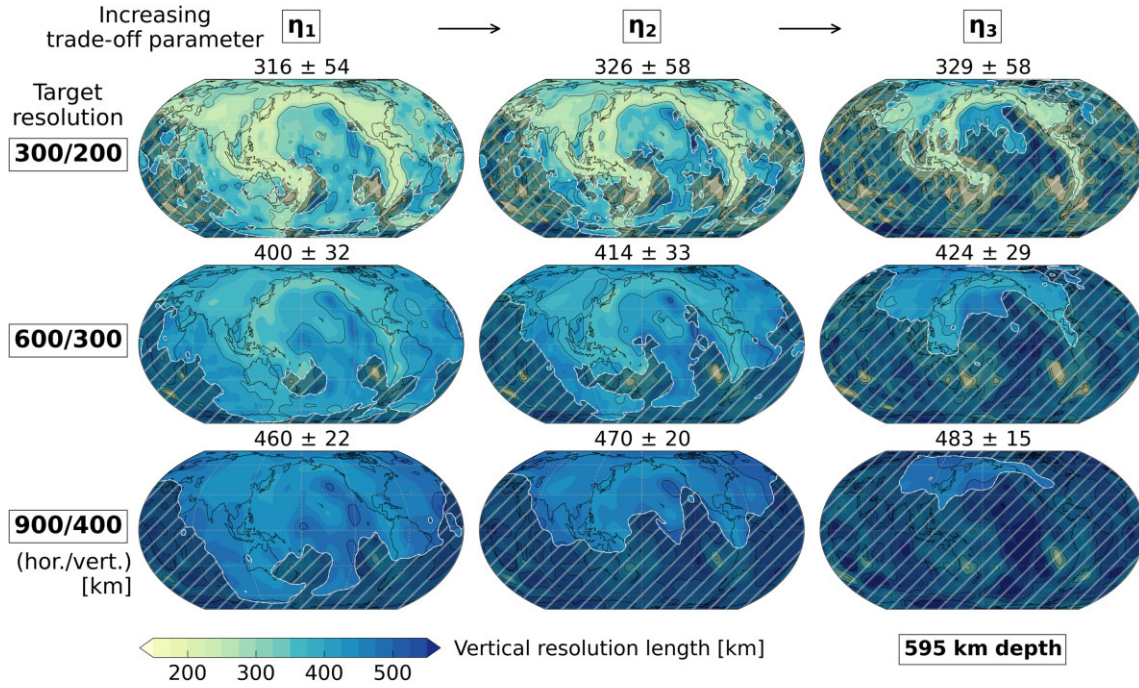 Increasing
trade-off parameter
η1
η2
η3
316 ± 54
326 ± 58
329 ± 58
Target
resolution
300/200
400 ± 32
414 ± 33
424 ± 29
600/300
460 ± 22
470 ± 20
483 ± 15
900/400
(hor./vert.)
[km]
Vertical resolution length [km]
200 300 400 500
595 km depth